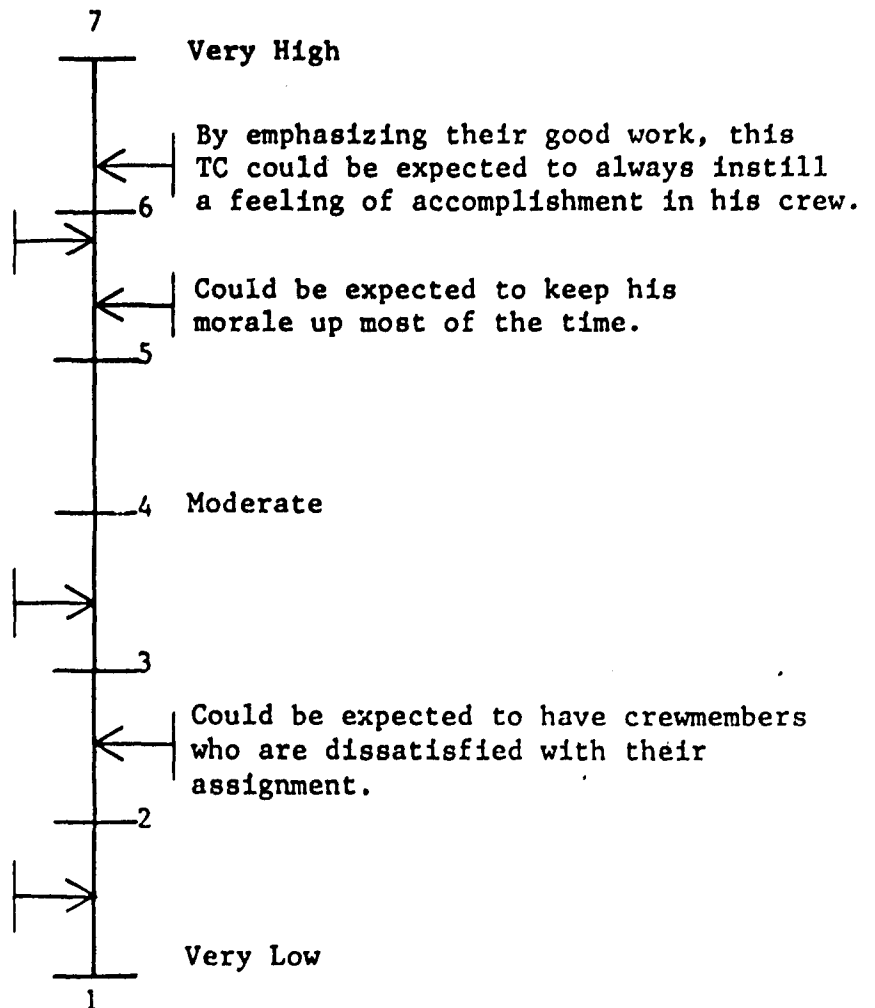 7
Very High
By emphasizing their good work, this
TC could be expected to always instill
a feeling of accomplishment in his crew.
6
Could be expected to keep his
morale up most of the time.
5
4 Moderate
3
Could be expected to have crewmembers
who are dissatisfied with their
assignment.
2
Very Low
1